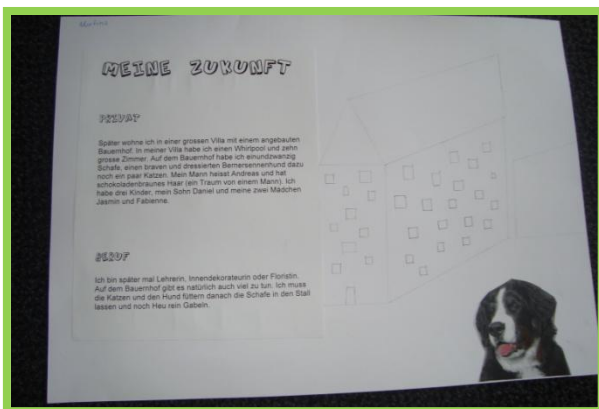 MEINE ZUKUNFT
PRIVAT
Später wohne ich in einer grossen Villa mit einem angebauten
Bauernhof. In meiner Villa habe ich einen Whirlpool und zehn
grosse Zimmer. Auf dem Bauernhof habe ich einundzwanzig
Schafe, einen braven und dressierten Bernersennenhund dazu
noch ein paar Katzen. Mein Mann heisst Andreas und hat
schokoladenbraunes Haar (ein Traum von einem Mann). Ich
habe drei Kinder, mein Sohn Daniel und meine zwei Mädchen
Jasmin und Fabienne.
BERUF
Ich bin später mal Lehrerin, Innendekorateurin oder Floristin.
Auf dem Bauernhof gibt es natürlich auch viel zu tun. Ich muss
die Katzen und den Hund füttern danach die Schafe in den Stall
lassen und noch Heu rein Gabeln.